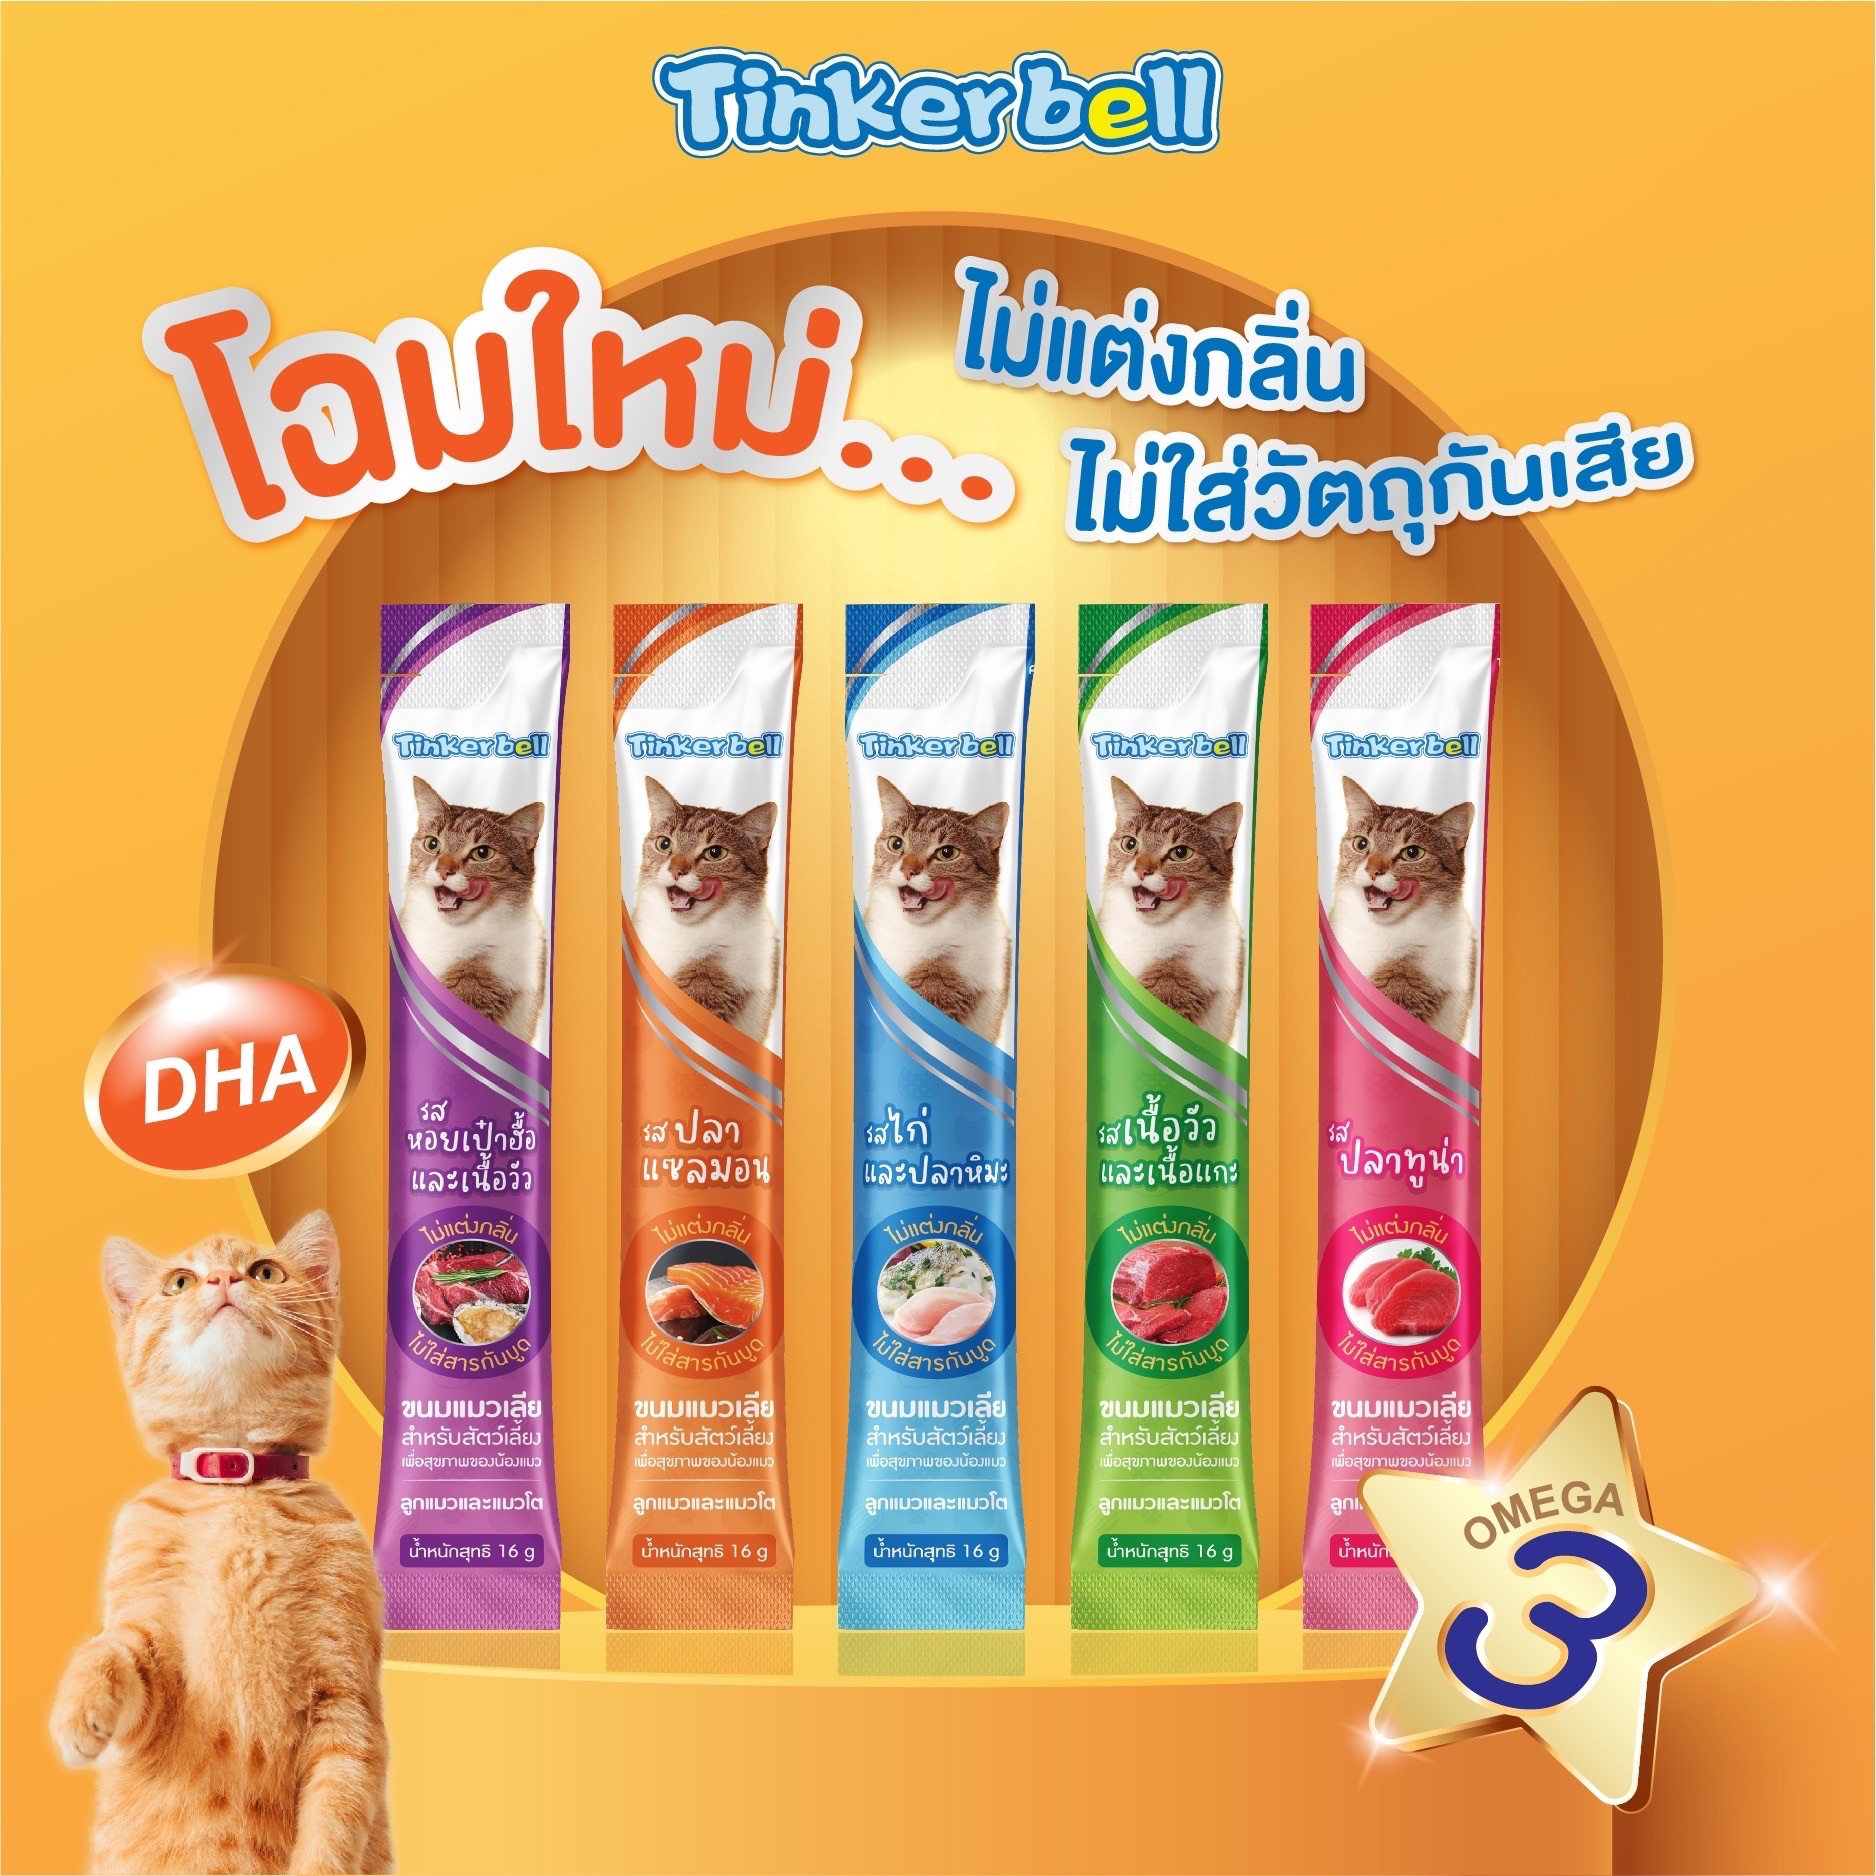 Tinker bell
โฉมใหม่...
ไม่แต่งกลิ่น
ไม่ใส่วัตถุกันเสีย
DHA
Tinker bell
รส
หอยเป๋าฮื้อ
และเนื้อวัว
ไม่แต่งกลิ่น
ไม่ใส่สารกันบูด
ขนมแมวเลีย
สำหรับสัตว์เลี้ยง
เพื่อสุขภาพของน้องแมว
ลูกแมวและแมวโต
น้ำหนักสุทธิ 16 g
Tinker bell
รสปลา
แซลมอน
ไม่แต่งกลิ่น
ไม่ใส่สารกันบูด
ขนมแมวเลีย
สำหรับสัตว์เลี้ยง
เพื่อสุขภาพของน้องแมว
ลูกแมวและแมวโต
น้ำหนักสุทธิ 16 g
Tinker bell
รสไก่
และปลาหิมะ
ไม่แต่งกลิ่น
ไม่ใส่สารกันบูด
ขนมแมวเลีย
สำหรับสัตว์เลี้ยง
เพื่อสุขภาพของน้องแมว
ลูกแมวและแมวโต
น้ำหนักสุทธิ 16 g
Tinker bell
รสเนื้อวัว
และเนื้อแกะ
ไม่แต่งกลิ่น
ไม่ใส่สารกันบูด
ขนมแมวเลีย
สำหรับสัตว์เลี้ยง
เพื่อสุขภาพของน้องแมว
ลูกแมวและแมวโต
น้ำหนักสุทธิ 16 g
Tinker bell
รส
ปลาทูน่า
ไม่แต่งกลิ่น
ไม่ใส่สารกันบูด
ขนมแมวเลีย
สำหรับสัตว์เลี้ยง
เพื่อสุขภาพของน้องแมว
OMEGA
3